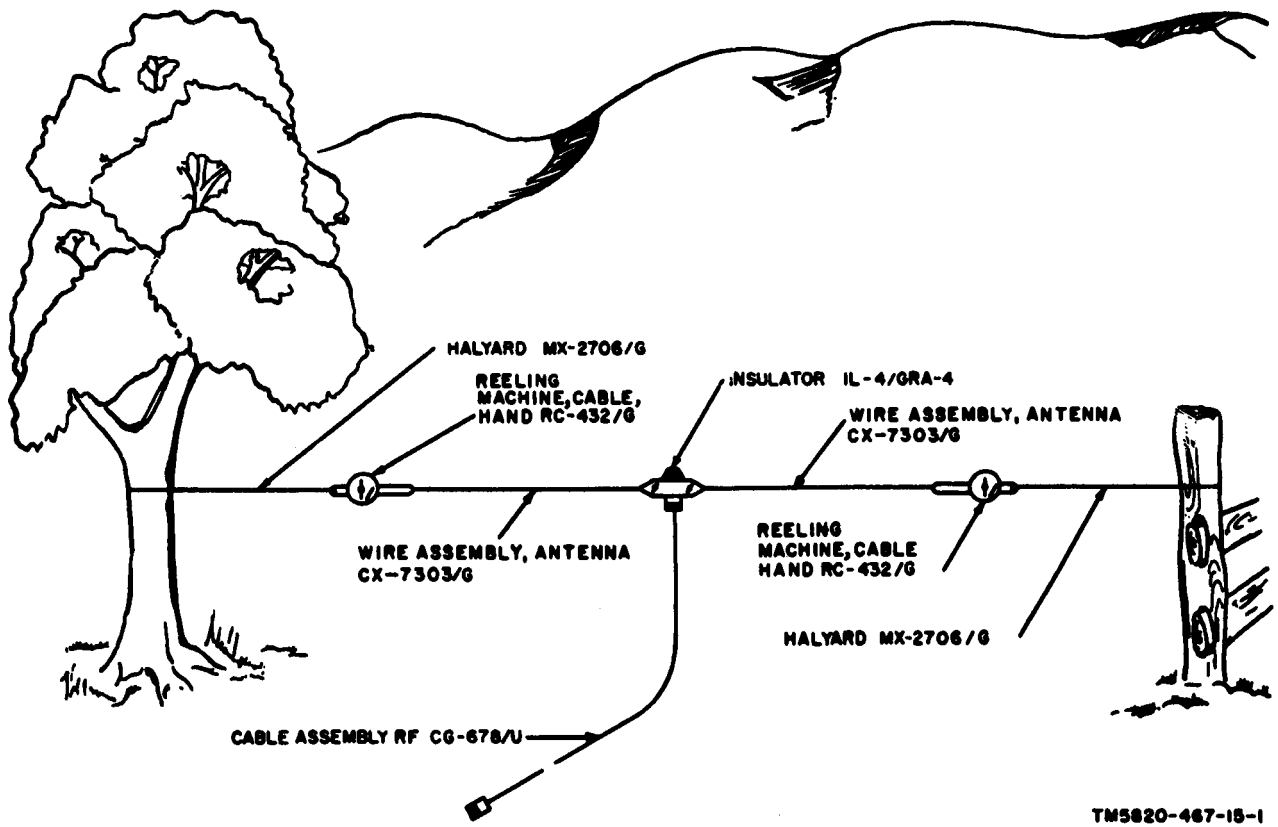 HALYARD MX-2706/G
REELING
MACHINE, CABLE,
HAND RC-432/G
INSULATOR IL-4/GRA-4
WIRE ASSEMBLY, ANTENNA
CX-7303/G
WIRE ASSEMBLY, ANTENNA
CX-7303/G
REELING
MACHINE, CABLE
HAND RC-432/G
HALYARD MX-2706/G
CABLE ASSEMBLY RF CG-678/U
TM5820-467-15-1